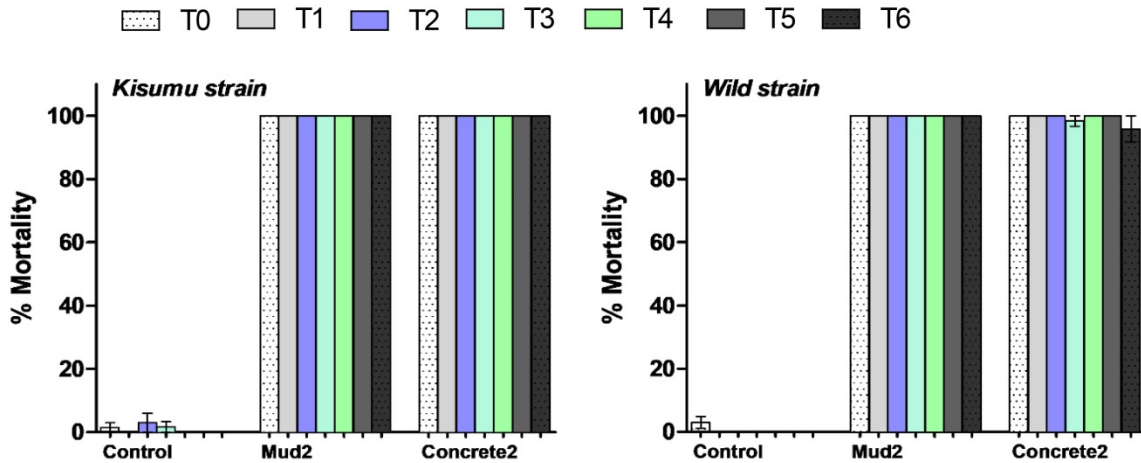 T0 T1 T2 T3 T4 T5 T6
Kisumu strain
% Mortality
100
80
60
40
20
0
Control Mud2 Concrete2
Wild strain
% Mortality
100
80
60
40
20
0
Control Mud2 Concrete2